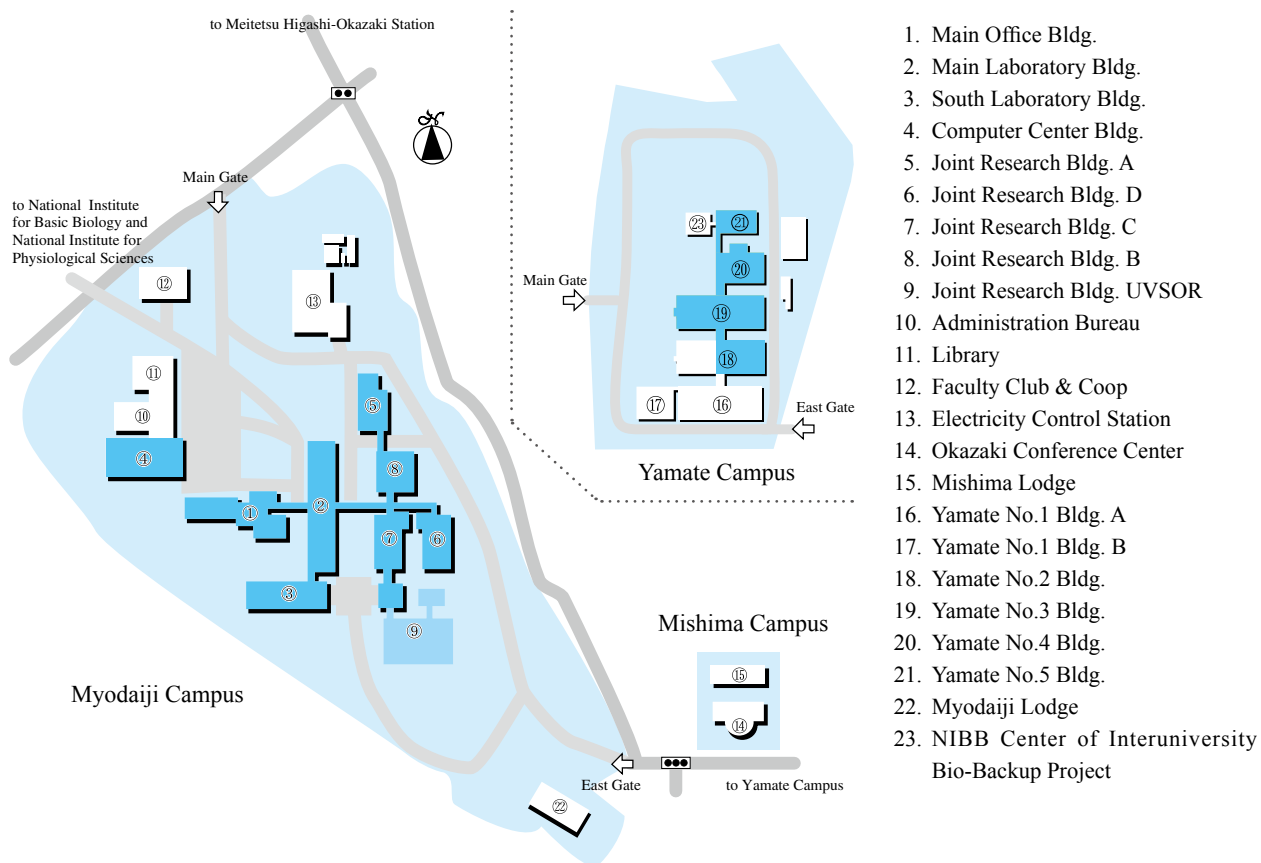 to Meitetsu Higashi-Okazaki Station
N
Main Gate
to National Institute
for Basic Biology and
National Institute for
Physiological Sciences
⑫
⑬
⑪
⑩
④
⑤
⑧
①
②
⑦
⑥
③
⑨
Myodaiji Campus
East Gate
㉒
㉓
㉑
⑳
Main Gate
⑲
⑱
⑰
⑯
East Gate
Yamate Campus
Mishima Campus
⑮
⑭
to Yamate Campus
1. Main Office Bldg.
2. Main Laboratory Bldg.
3. South Laboratory Bldg.
4. Computer Center Bldg.
5. Joint Research Bldg. A
6. Joint Research Bldg. D
7. Joint Research Bldg. C
8. Joint Research Bldg. B
9. Joint Research Bldg. UVSOR
10. Administration Bureau
11. Library
12. Faculty Club & Coop
13. Electricity Control Station
14. Okazaki Conference Center
15. Mishima Lodge
16. Yamate No.1 Bldg. A
17. Yamate No.1 Bldg. B
18. Yamate No.2 Bldg.
19. Yamate No.3 Bldg.
20. Yamate No.4 Bldg.
21. Yamate No.5 Bldg.
22. Myodaiji Lodge
23. NIBB Center of Interuniversity
Bio-Backup Project